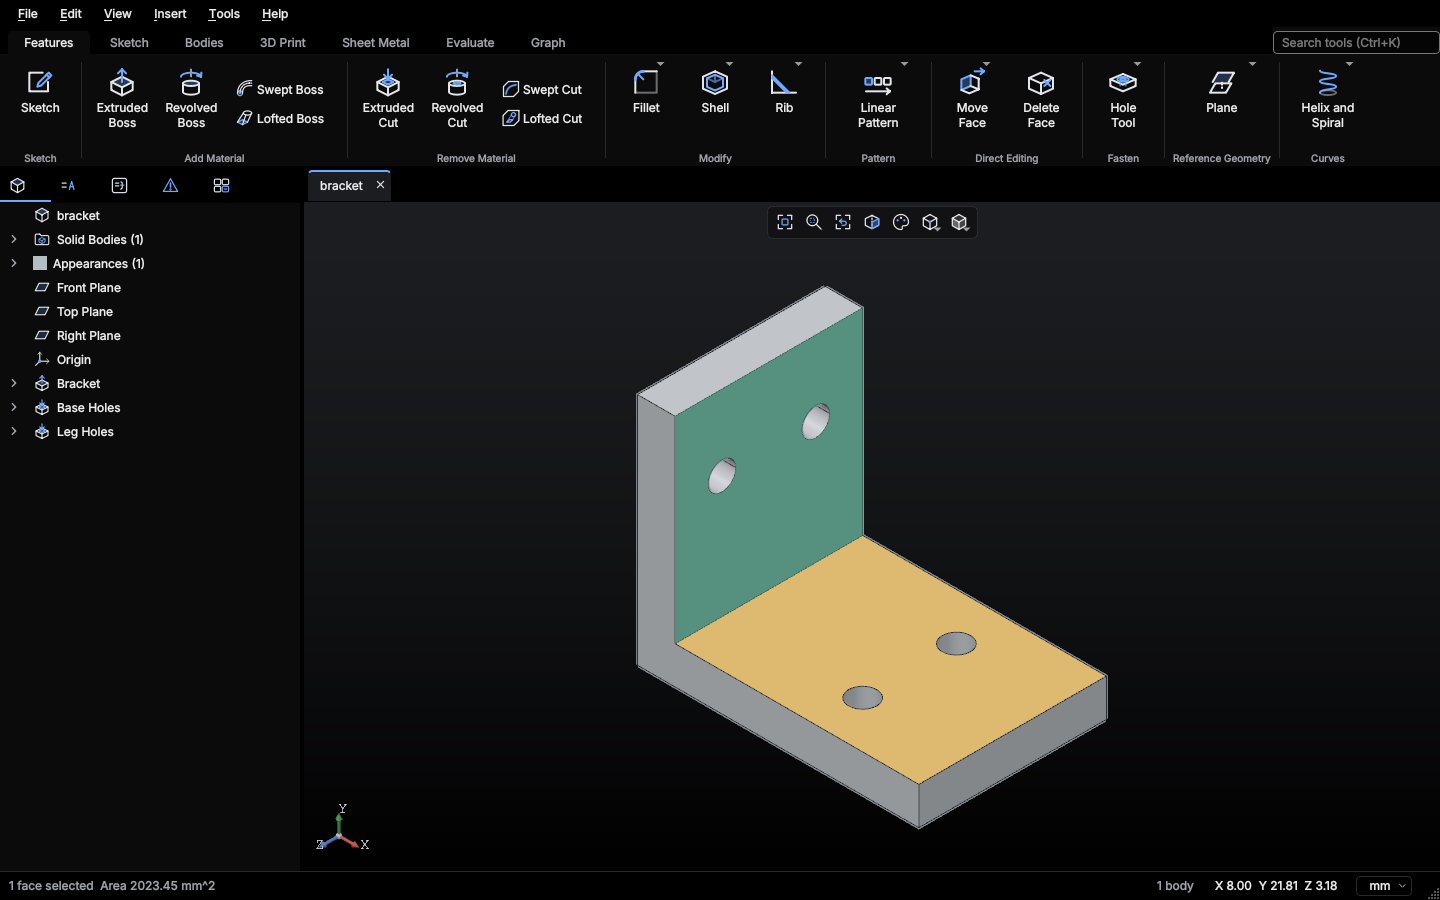 File Edit View Insert Tools Help
Features Sketch Bodies 3D Print Sheet Metal Evaluate Graph Search tools (Ctrl+K)
Sketch
Extruded Boss
Revolved Boss
Swept Boss
Lofted Boss
Extruded Cut
Revolved Cut
Swept Cut
Lofted Cut
Fillet
Shell
Rib
Linear Pattern
Move Face
Delete Face
Hole Tool
Plane
Helix and Spiral
Sketch Add Material Remove Material Modify Pattern Direct Editing Fasten Reference Geometry Curves
bracket
bracket
Solid Bodies (1)
Appearances (1)
Front Plane
Top Plane
Right Plane
Origin
Bracket
Base Holes
Leg Holes
Y
Z X
1 face selected Area 2023.45 mm^2 1 body X 8.00 Y 21.81 Z 3.18 mm